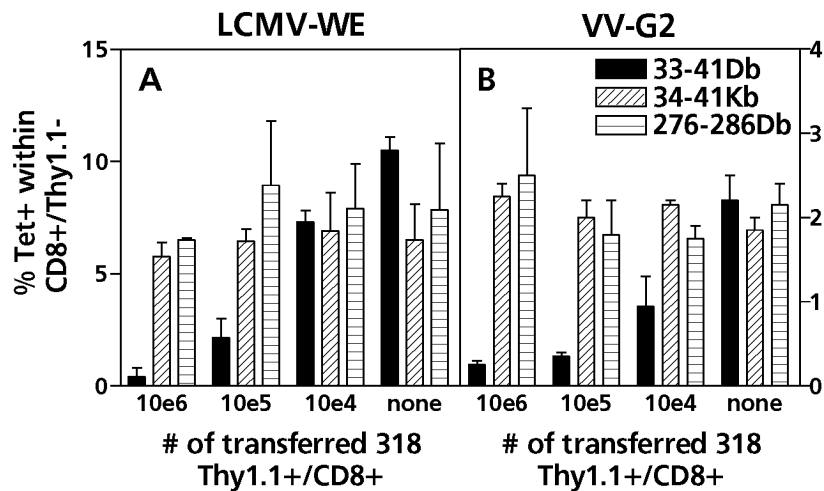 LCMV-WE VV-G2
15 4
A B 33-41Db
34-41Kb
3
276-286Db
10
2
% Tet+ within
CD8+/Thy1.1-
5
1
0 0
10e6 10e5 10e4 none 10e6 10e5 10e4 none
# of transferred 318 # of transferred 318
Thy1.1+/CD8+ Thy1.1+/CD8+